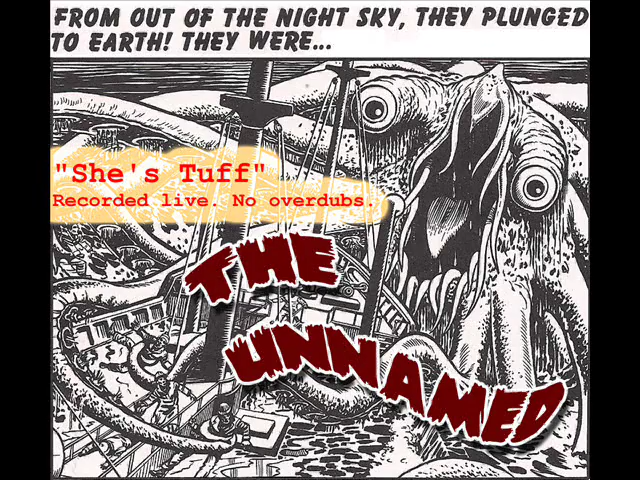 FROM OUT OF THE NIGHT SKY, THEY PLUNGED
TO EARTH! THEY WERE...
"She's Tuff"
Recorded live. No overdubs.
THE
UNNAMED